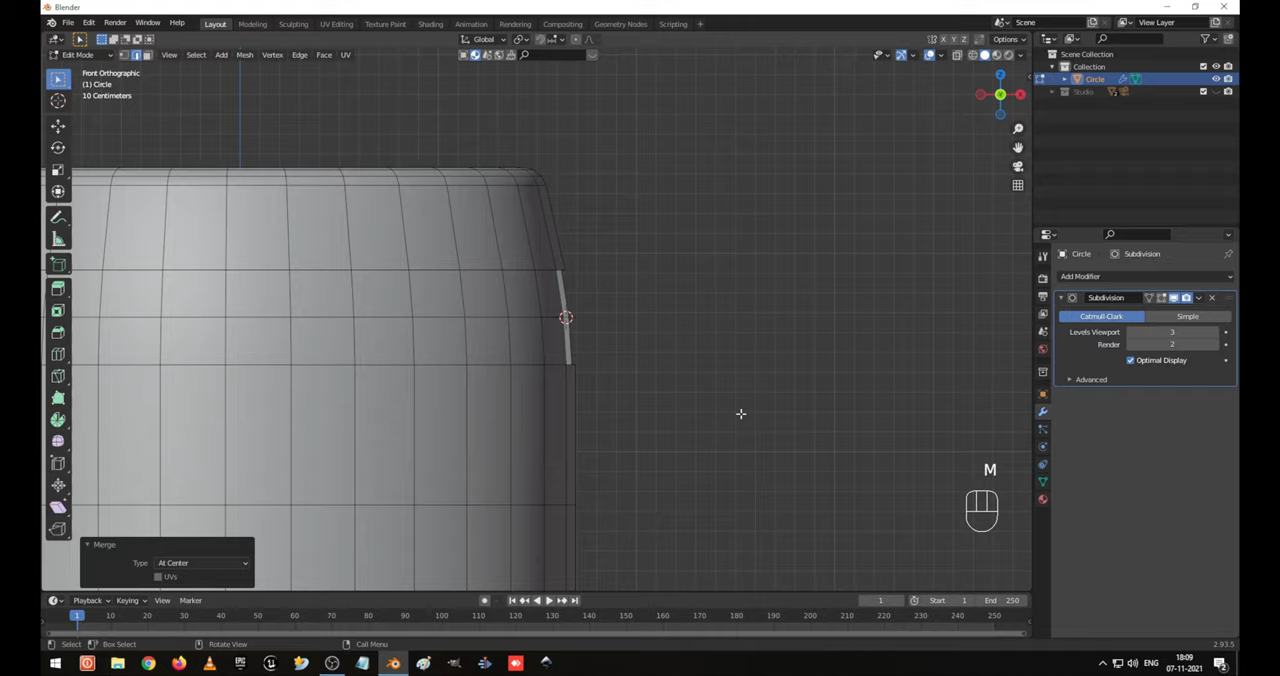 Blender
File Edit Render Window Help Layout Modeling Sculpting UV Editing Texture Paint Shading Animation Rendering Compositing Geometry Nodes Scripting + Scene View Layer
Global X Y Z Options
Edit Mode View Select Add Mesh Vertex Edge Face UV
Front Orthographic
(1) Circle
10 Centimeters
Z
Y X
Scene Collection
Collection
Circle
Studio 2
Circle Subdivision
Add Modifier
Subdivision
Catmull-Clark Simple
Levels Viewport 3
Render 2
Optimal Display
Advanced
M
Merge
Type At Center
UVs
Playback Keying View Marker 1 Start 1 End 250
1 10 20 30 40 50 60 70 80 90 100 110 120 130 140 150 160 170 180 190 200 210 220 230 240 250
Select Box Select Rotate View Call Menu 2.93.5
ENG 18:09
07-11-2021 2